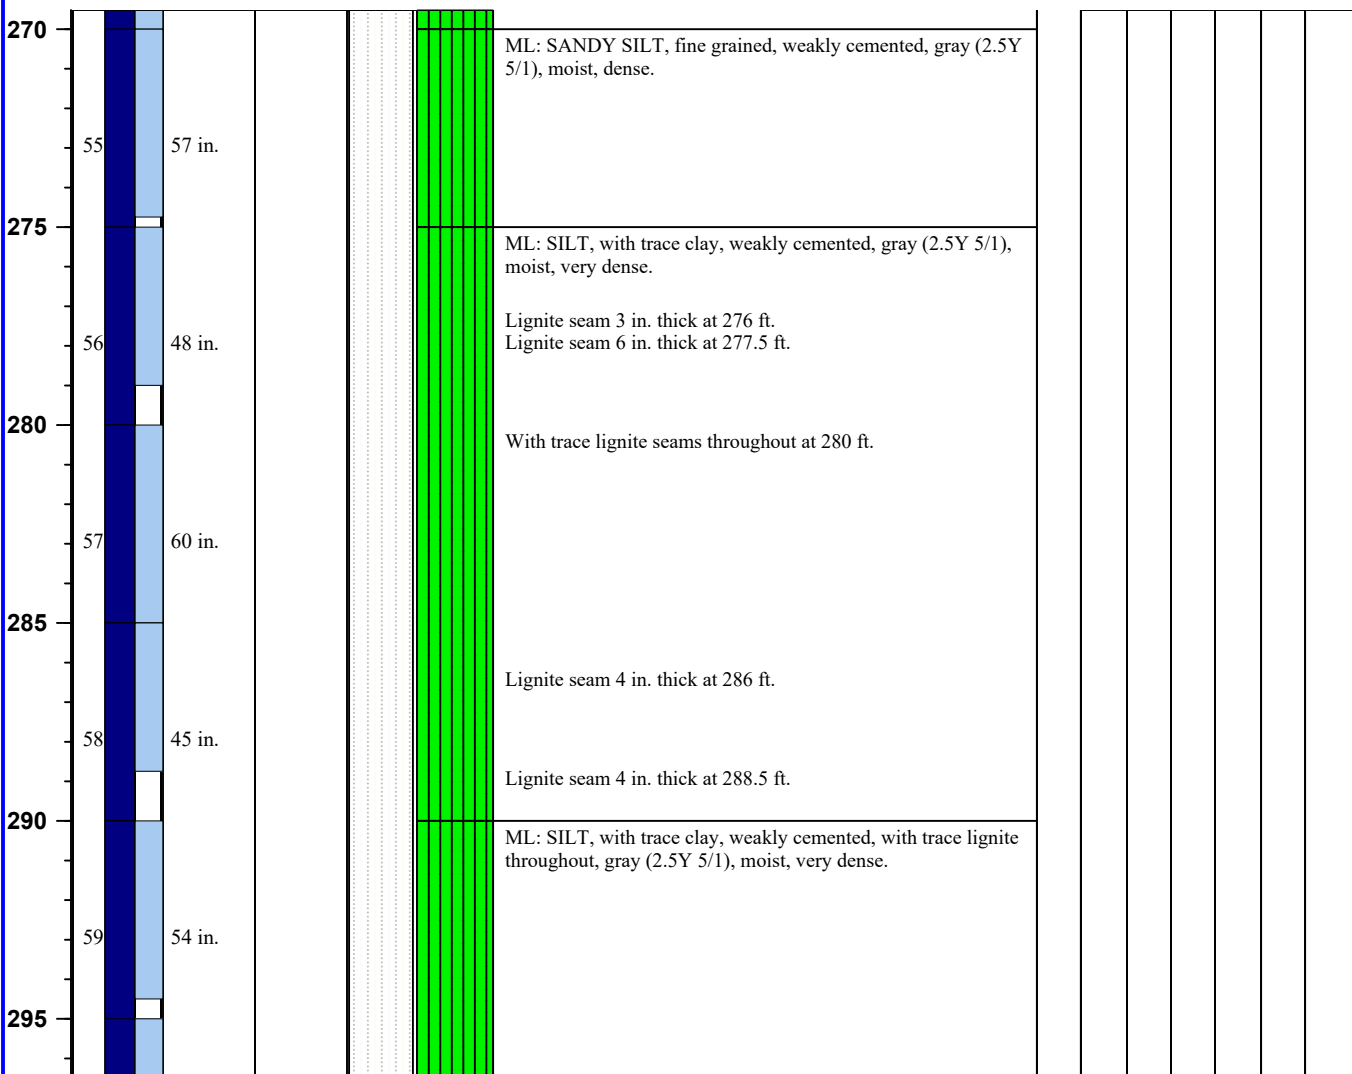 270
ML: SANDY SILT, fine grained, weakly cemented, gray (2.5Y
5/1), moist, dense.
55 57 in.
275
ML: SILT, with trace clay, weakly cemented, gray (2.5Y 5/1),
moist, very dense.
Lignite seam 3 in. thick at 276 ft.
56 48 in.
Lignite seam 6 in. thick at 277.5 ft.
280
With trace lignite seams throughout at 280 ft.
57 60 in.
285
Lignite seam 4 in. thick at 286 ft.
58 45 in.
Lignite seam 4 in. thick at 288.5 ft.
290
ML: SILT, with trace clay, weakly cemented, with trace lignite
throughout, gray (2.5Y 5/1), moist, very dense.
59 54 in.
295